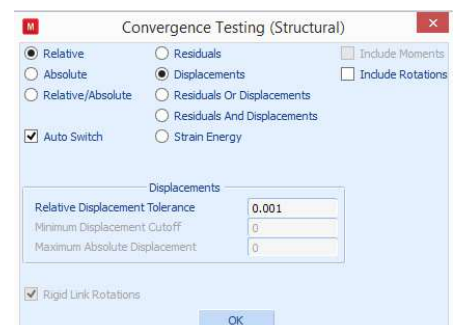 M Convergence Testing (Structural) ×
Relative Residuals Include Moments
Absolute Displacements Include Rotations
Relative/Absolute Residuals Or Displacements
Residuals And Displacements
Auto Switch Strain Energy
Displacements
Relative Displacement Tolerance 0.001
Minimum Displacement Cutoff 0
Maximum Absolute Displacement 0
Rigid Link Rotations
OK